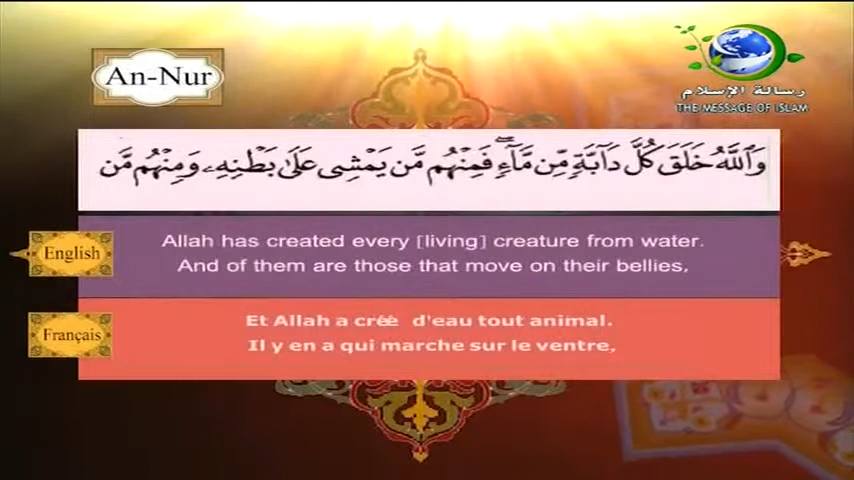 An-Nur
رسالة الإسلام
THE MESSAGE OF ISLAM
وَٱللَّهُ خَلَقَ كُلَّ دَآبَّةٍ مِّن مَّآءٍ ۖ فَمِنْهُم مَّن يَمْشِى عَلَىٰ بَطْنِهِۦ وَمِنْهُم مَّن
English
Allah has created every [living] creature from water.
And of them are those that move on their bellies,
Français
Et Allah a créé d'eau tout animal.
Il y en a qui marche sur le ventre,